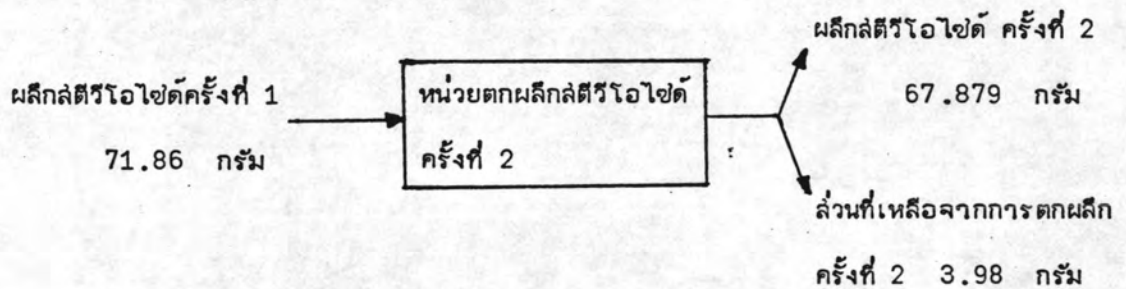 ผลึกสตีวีโอไซด์ครั้งที่ 1
71.86 กรัม
หน่วยตกผลึกสตีวีโอไซด์
ครั้งที่ 2
ผลึกสตีวีโอไซด์ ครั้งที่ 2
67.879 กรัม
ส่วนที่เหลือจากการตกผลึก
ครั้งที่ 2 3.98 กรัม